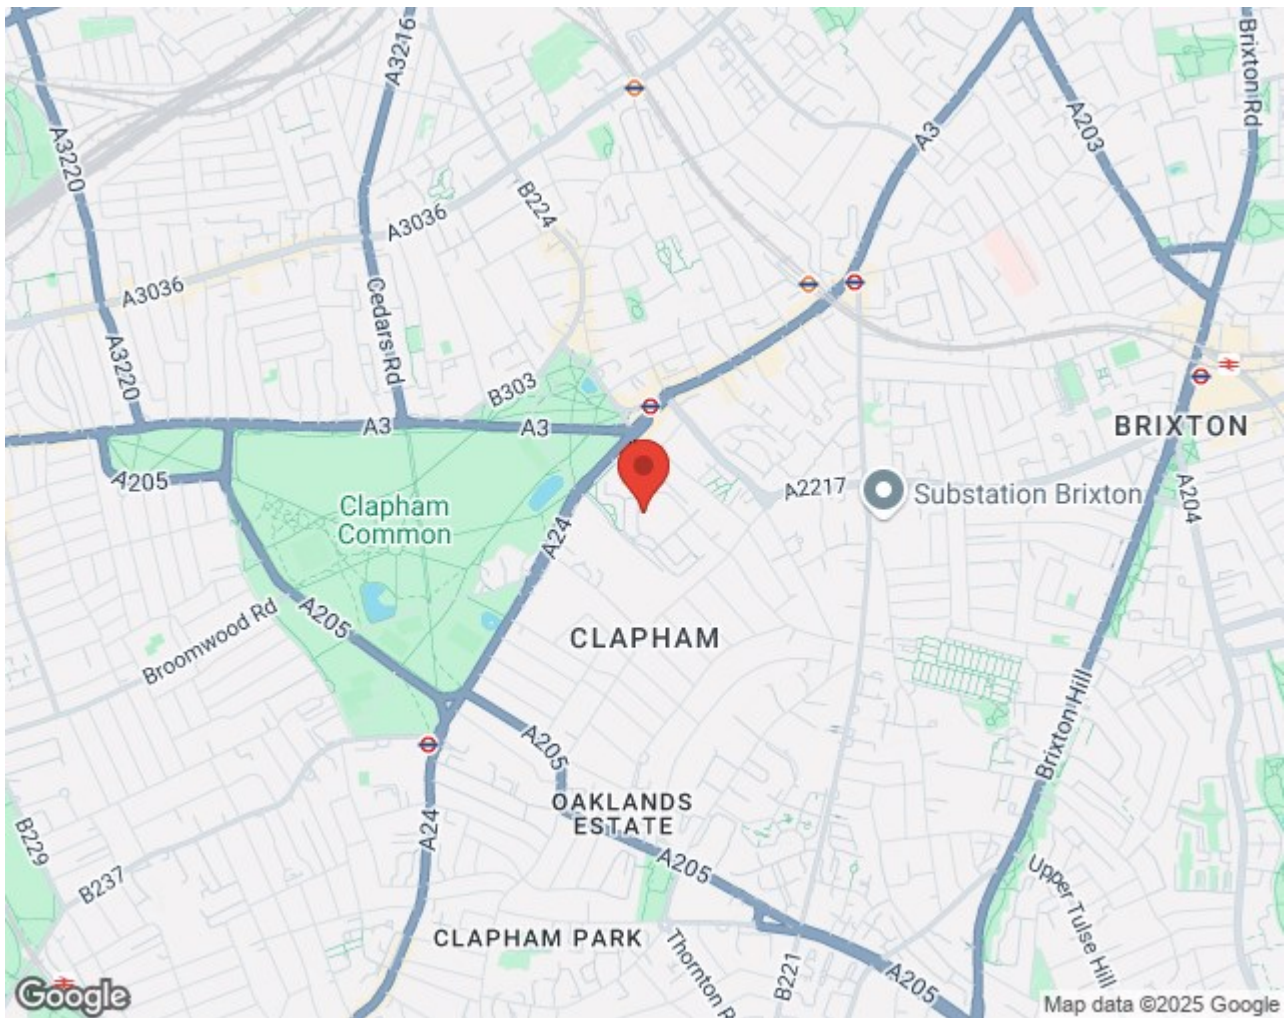 A3216
Brixton Rd
A3220
A203
A3
B224
A3036
A3036
Cedars Rd
A3220
B303
A3
A3
BRIXTON
A205
A2217
Substation Brixton
A204
Clapham
Common
A24
A205
Broomwood Rd
CLAPHAM
Brixton Hill
A205
OAKLANDS
ESTATE
A24
B229
A205
B237
Upper Tulse Hill
CLAPHAM PARK
Thornton R
B221
A205
Google
Map data ©2025 Google